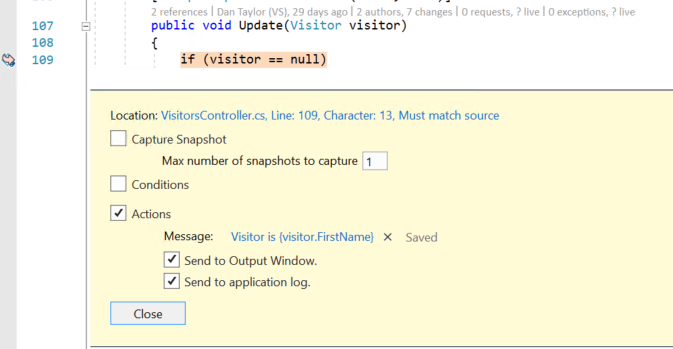 2 references | Dan Taylor (VS), 29 days ago | 2 authors, 7 changes | 0 requests, ? live | 0 exceptions, ? live
107 public void Update(Visitor visitor)
108 {
109 if (visitor == null)
Location: VisitorsController.cs, Line: 109, Character: 13, Must match source
Capture Snapshot
Max number of snapshots to capture 1
Conditions
Actions
Message: Visitor is {visitor.FirstName} × Saved
Send to Output Window.
Send to application log.
Close